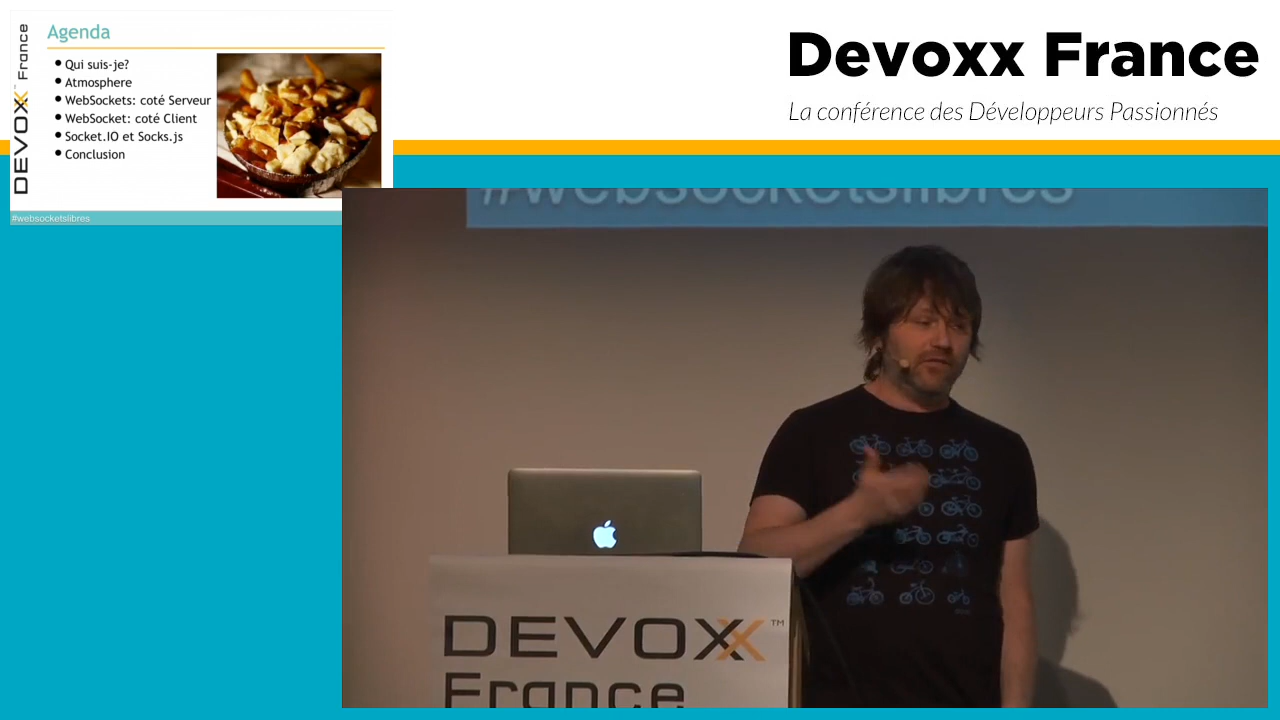 Agenda
DEVOXX™ France
Qui suis-je?
Atmosphere
WebSockets: coté Serveur
WebSocket: coté Client
Socket.IO et Socks.js
Conclusion
#websocketslibres
Devoxx France
La conférence des Développeurs Passionnés
#websocketslibres
DEVOXX™
France